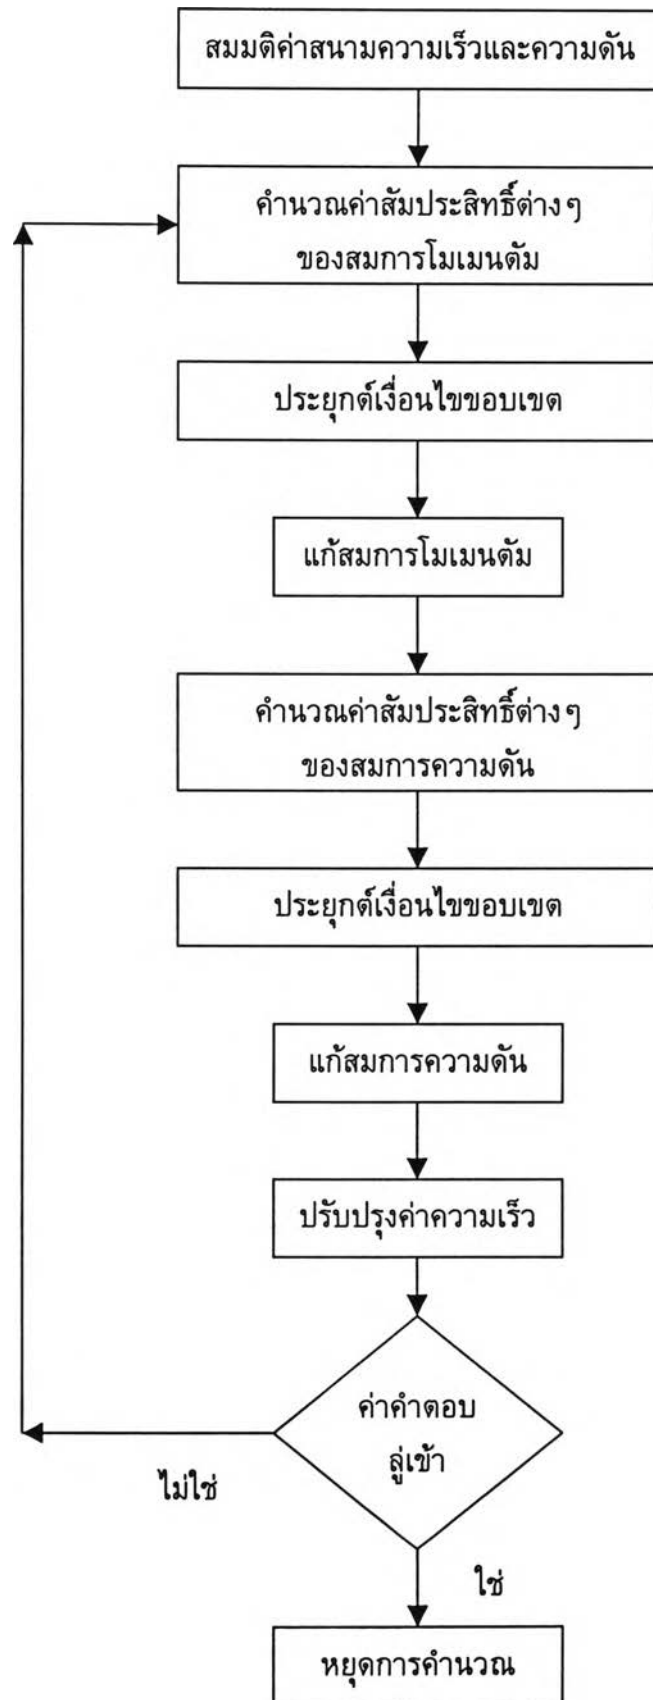 สมมติค่าสนามความเร็วและความดัน
คำนวณค่าสัมประสิทธิ์ต่างๆ
ของสมการโมเมนตัม
ประยุกต์เงื่อนไขขอบเขต
แก้สมการโมเมนตัม
คำนวณค่าสัมประสิทธิ์ต่างๆ
ของสมการความดัน
ประยุกต์เงื่อนไขขอบเขต
แก้สมการความดัน
ปรับปรุงค่าความเร็ว
ค่าคำตอบ
ลู่เข้า
ไม่ใช่
ใช่
หยุดการคำนวณ